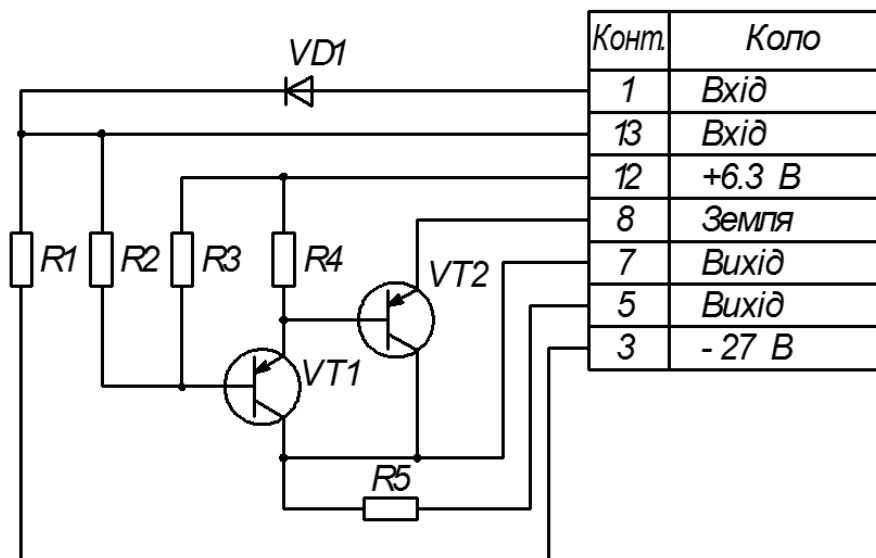 VD1
R1
R2
R3
R4
VT2
VT1
R5
Конт. Коло
1 Вхід
13 Вхід
12 +6.3 В
8 Земля
7 Вихід
5 Вихід
3 - 27 В